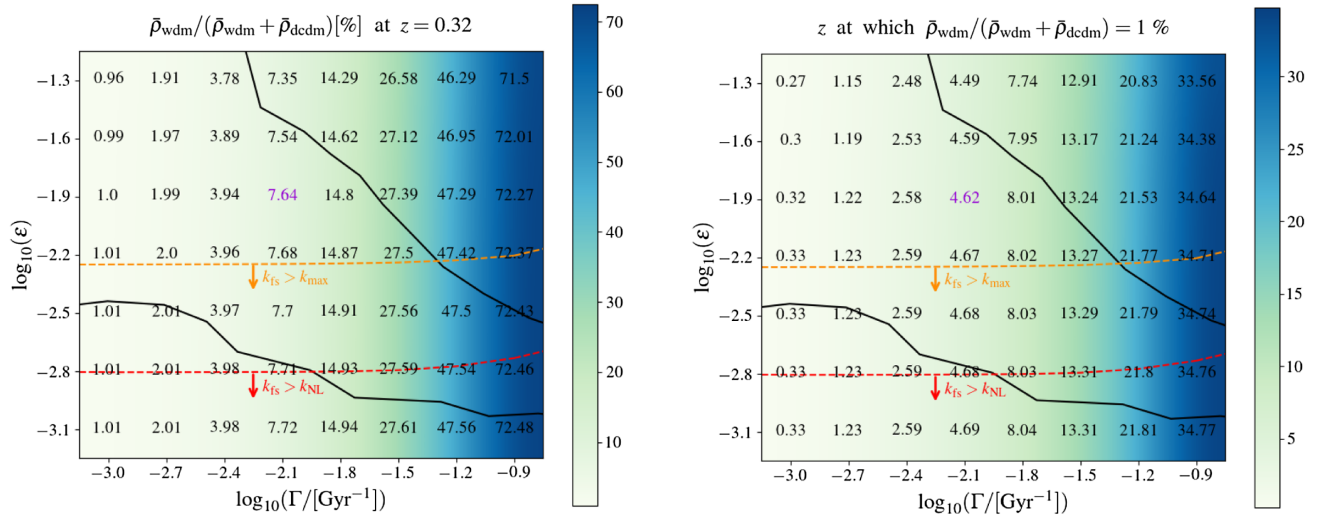 ρ̄wdm/(ρ̄wdm + ρ̄dcdm)[%] at z = 0.32
−1.3 0.96 1.91 3.78 7.35 14.29 26.58 46.29 71.5
−1.6 0.99 1.97 3.89 7.54 14.62 27.12 46.95 72.01
−1.9 1.0 1.99 3.94 7.64 14.8 27.39 47.29 72.27
−2.2 1.01 2.0 3.96 7.68 14.87 27.5 47.42 72.37
kfs > kmax
−2.5 1.01 2.01 3.97 7.7 14.91 27.56 47.5 72.43
−2.8 1.01 2.01 3.98 7.71 14.93 27.59 47.54 72.46
kfs > kNL
−3.1 1.01 2.01 3.98 7.72 14.94 27.61 47.56 72.48
log10(ε)
−3.0 −2.7 −2.4 −2.1 −1.8 −1.5 −1.2 −0.9
log10(Γ/[Gyr−1])
70
60
50
40
30
20
10
z at which ρ̄wdm/(ρ̄wdm + ρ̄dcdm) = 1 %
−1.3 0.27 1.15 2.48 4.49 7.74 12.91 20.83 33.56
−1.6 0.3 1.19 2.53 4.59 7.95 13.17 21.24 34.38
−1.9 0.32 1.22 2.58 4.62 8.01 13.24 21.53 34.64
−2.2 0.33 1.23 2.59 4.67 8.02 13.27 21.77 34.71
kfs > kmax
−2.5 0.33 1.23 2.59 4.68 8.03 13.29 21.79 34.74
−2.8 0.33 1.23 2.59 4.68 8.03 13.31 21.8 34.76
kfs > kNL
−3.1 0.33 1.23 2.59 4.69 8.04 13.31 21.81 34.77
log10(ε)
−3.0 −2.7 −2.4 −2.1 −1.8 −1.5 −1.2 −0.9
log10(Γ/[Gyr−1])
30
25
20
15
10
5